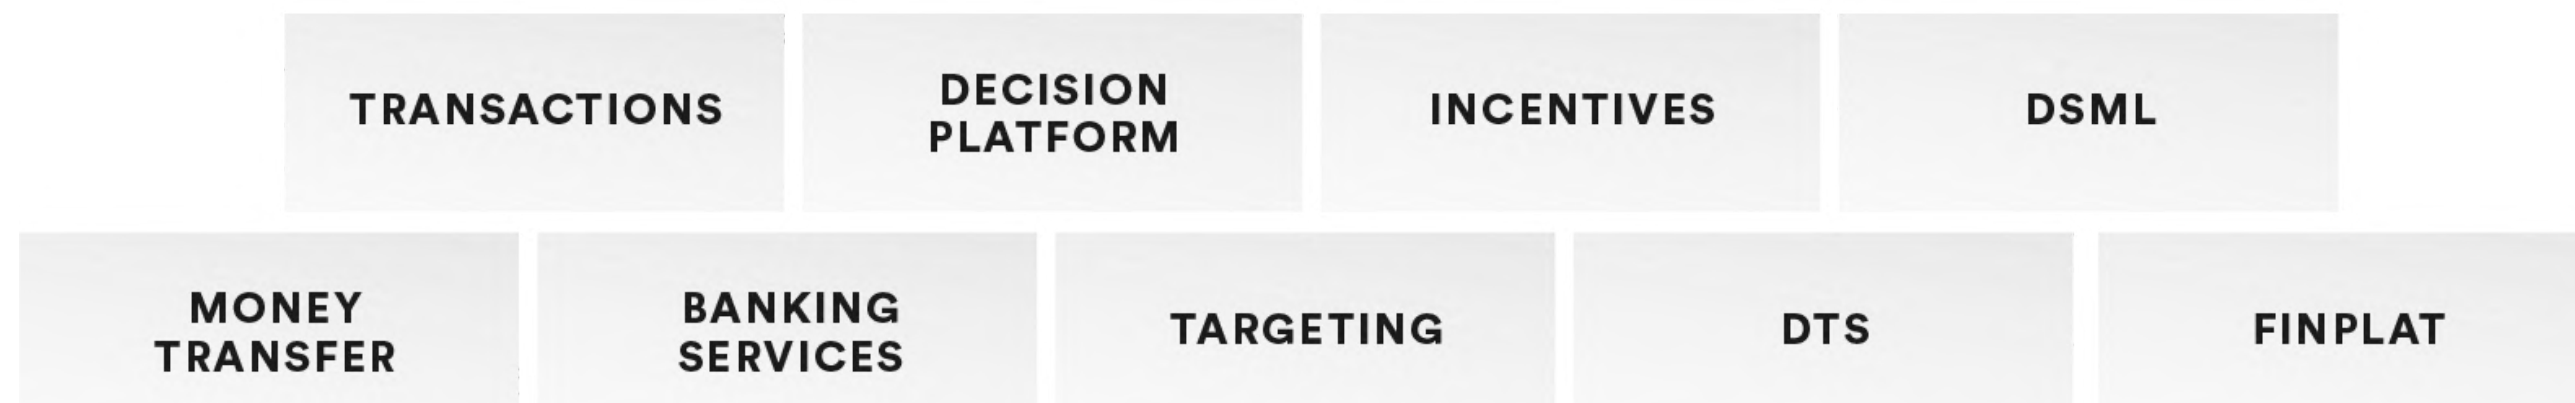 TRANSACTIONS
DECISION
PLATFORM
INCENTIVES
DSML
MONEY
TRANSFER
BANKING
SERVICES
TARGETING
DTS
FINPLAT